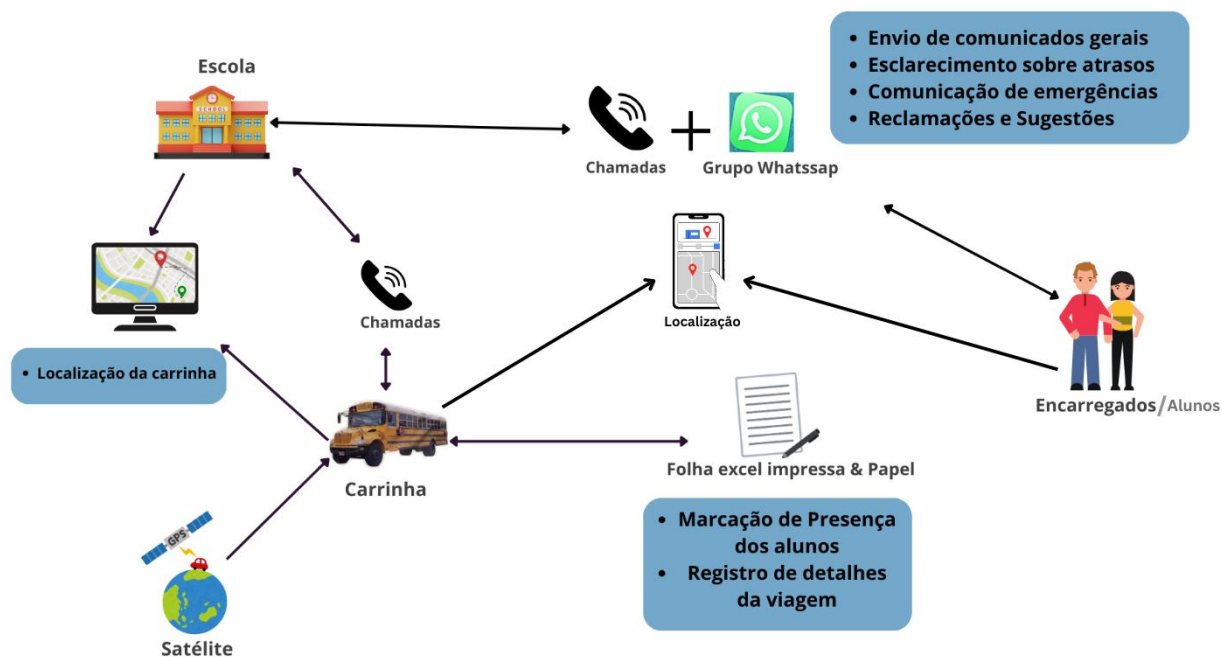 Escola
SCHOOL
Chamadas
Grupo Whatssap
• Envio de comunicados gerais
• Esclarecimento sobre atrasos
• Comunicação de emergências
• Reclamações e Sugestões
• Localização da carrinha
Chamadas
Localização
Encarregados/Alunos
Carrinha
Folha excel impressa & Papel
• Marcação de Presença
dos alunos
• Registro de detalhes
da viagem
GPS
Satélite